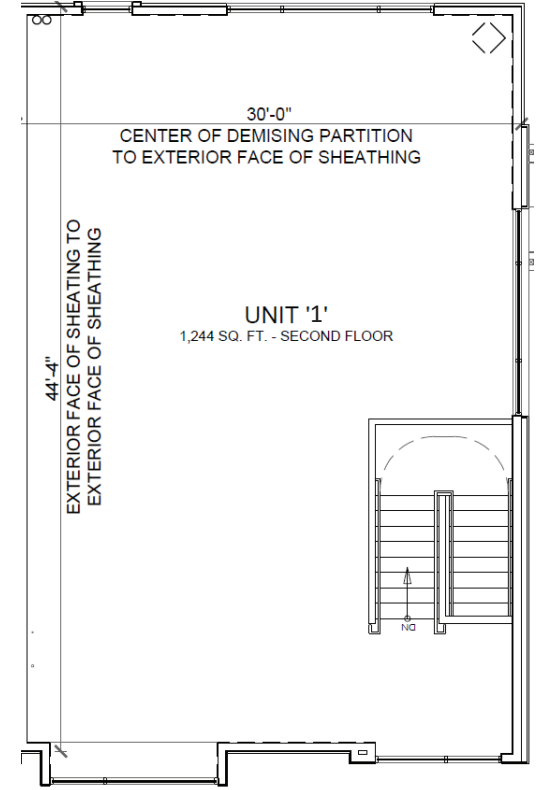 30'-0"
CENTER OF DEMISING PARTITION
TO EXTERIOR FACE OF SHEATHING
44'-4"
EXTERIOR FACE OF SHEATING TO
EXTERIOR FACE OF SHEATHING
UNIT '1'
1,244 SQ. FT. - SECOND FLOOR
DN